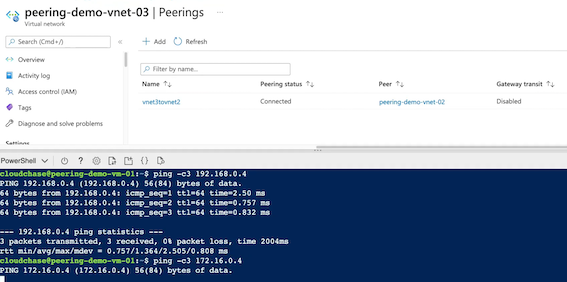 peering-demo-vnet-03 | Peerings ...
Virtual network
Search (Cmd+/) «
+ Add Refresh
Overview
Activity log
Access control (IAM)
Tags
Diagnose and solve problems
Settings
Filter by name...
Name ↑↓ Peering status ↑↓ Peer ↑↓ Gateway transit ↑↓
vnet3tovnet2 Connected peering-demo-vnet-02 Disabled
PowerShell
cloudchase@peering-demo-vm-01:~$ ping -c3 192.168.0.4
PING 192.168.0.4 (192.168.0.4) 56(84) bytes of data.
64 bytes from 192.168.0.4: icmp_seq=1 ttl=64 time=2.50 ms
64 bytes from 192.168.0.4: icmp_seq=2 ttl=64 time=0.757 ms
64 bytes from 192.168.0.4: icmp_seq=3 ttl=64 time=0.832 ms
--- 192.168.0.4 ping statistics ---
3 packets transmitted, 3 received, 0% packet loss, time 2004ms
rtt min/avg/max/mdev = 0.757/1.364/2.505/0.808 ms
cloudchase@peering-demo-vm-01:~$ ping -c3 172.16.0.4
PING 172.16.0.4 (172.16.0.4) 56(84) bytes of data.